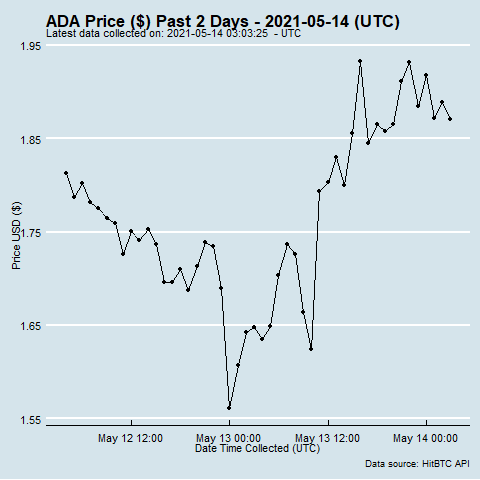 ADA Price ($) Past 2 Days - 2021-05-14 (UTC)
Latest data collected on: 2021-05-14 03:03:25  - UTC
1.95
1.85
1.75
1.65
1.55
Price USD ($)
May 12 12:00 May 13 00:00 May 13 12:00 May 14 00:00
Date Time Collected (UTC)
Data source: HitBTC API